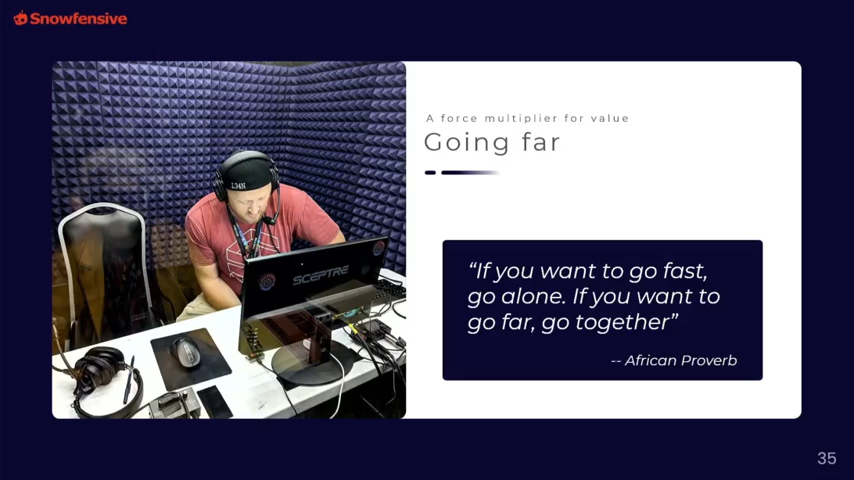 Snowfensive
A force multiplier for value
Going far
L34N
SCEPTRE
“If you want to go fast,
go alone. If you want to
go far, go together”
-- African Proverb
35